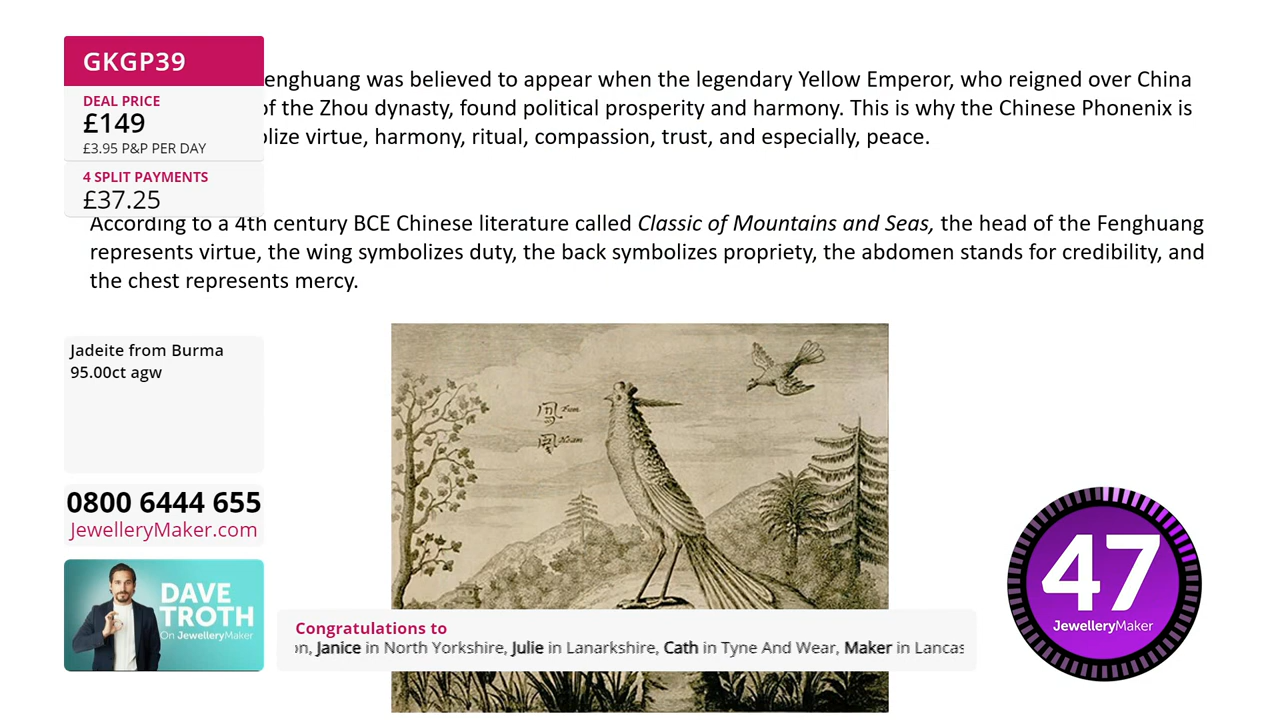 GKGP39
DEAL PRICE
£149
£3.95 P&P PER DAY
4 SPLIT PAYMENTS
£37.25
enghuang was believed to appear when the legendary Yellow Emperor, who reigned over China
of the Zhou dynasty, found political prosperity and harmony. This is why the Chinese Phonenix is
lize virtue, harmony, ritual, compassion, trust, and especially, peace.
According to a 4th century BCE Chinese literature called Classic of Mountains and Seas, the head of the Fenghuang
represents virtue, the wing symbolizes duty, the back symbolizes propriety, the abdomen stands for credibility, and
the chest represents mercy.
Jadeite from Burma
95.00ct agw
0800 6444 655
JewelleryMaker.com
DAVE
TROTH
On JewelleryMaker
Congratulations to
on, Janice in North Yorkshire, Julie in Lanarkshire, Cath in Tyne And Wear, Maker in Lancas
47
JewelleryMaker